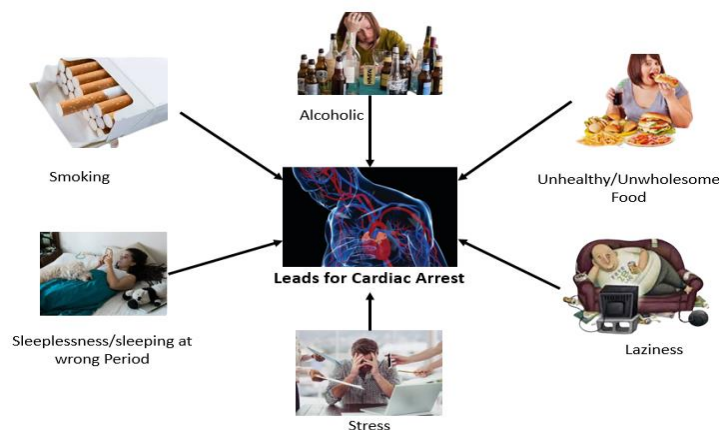 Alcoholic
Smoking
Unhealthy/Unwholesome
Food
Leads for Cardiac Arrest
Sleeplessness/sleeping at
wrong Period
Laziness
Stress